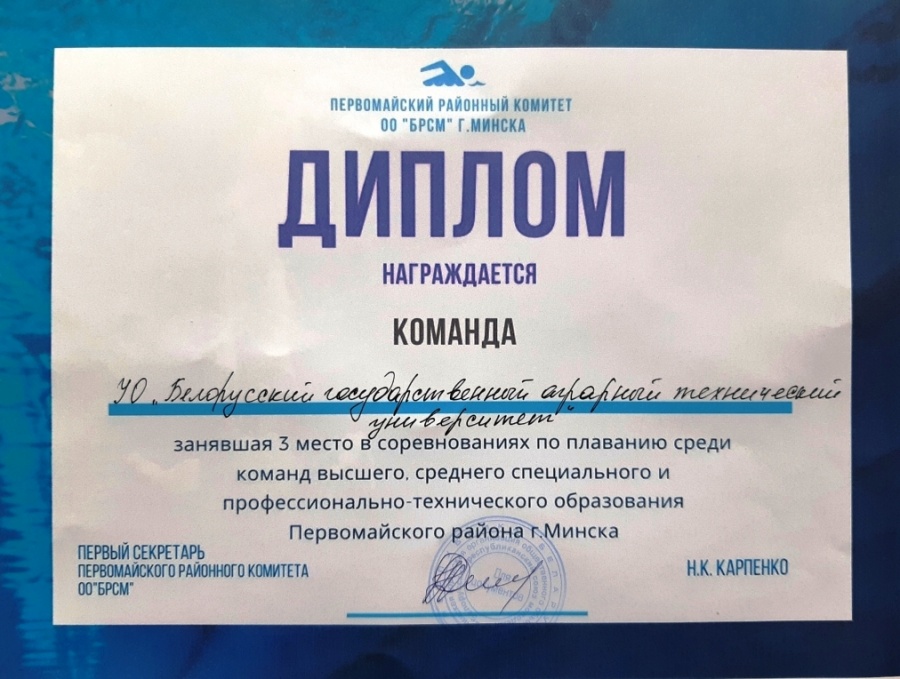 ПЕРВОМАЙСКИЙ РАЙОННЫЙ КОМИТЕТ
ОО "БРСМ" Г.МИНСКА
ДИПЛОМ
НАГРАЖДАЕТСЯ
КОМАНДА
УО „Белорусский государственный аграрный технический
университет"
занявшая 3 место в соревнованиях по плаванию среди
команд высшего, среднего специального и
профессионально-технического образования
Первомайского района г.Минска
ПЕРВЫЙ СЕКРЕТАРЬ
ПЕРВОМАЙСКОГО РАЙОННОГО КОМИТЕТА
ОО"БРСМ"
Для
документов
Н.К. КАРПЕНКО